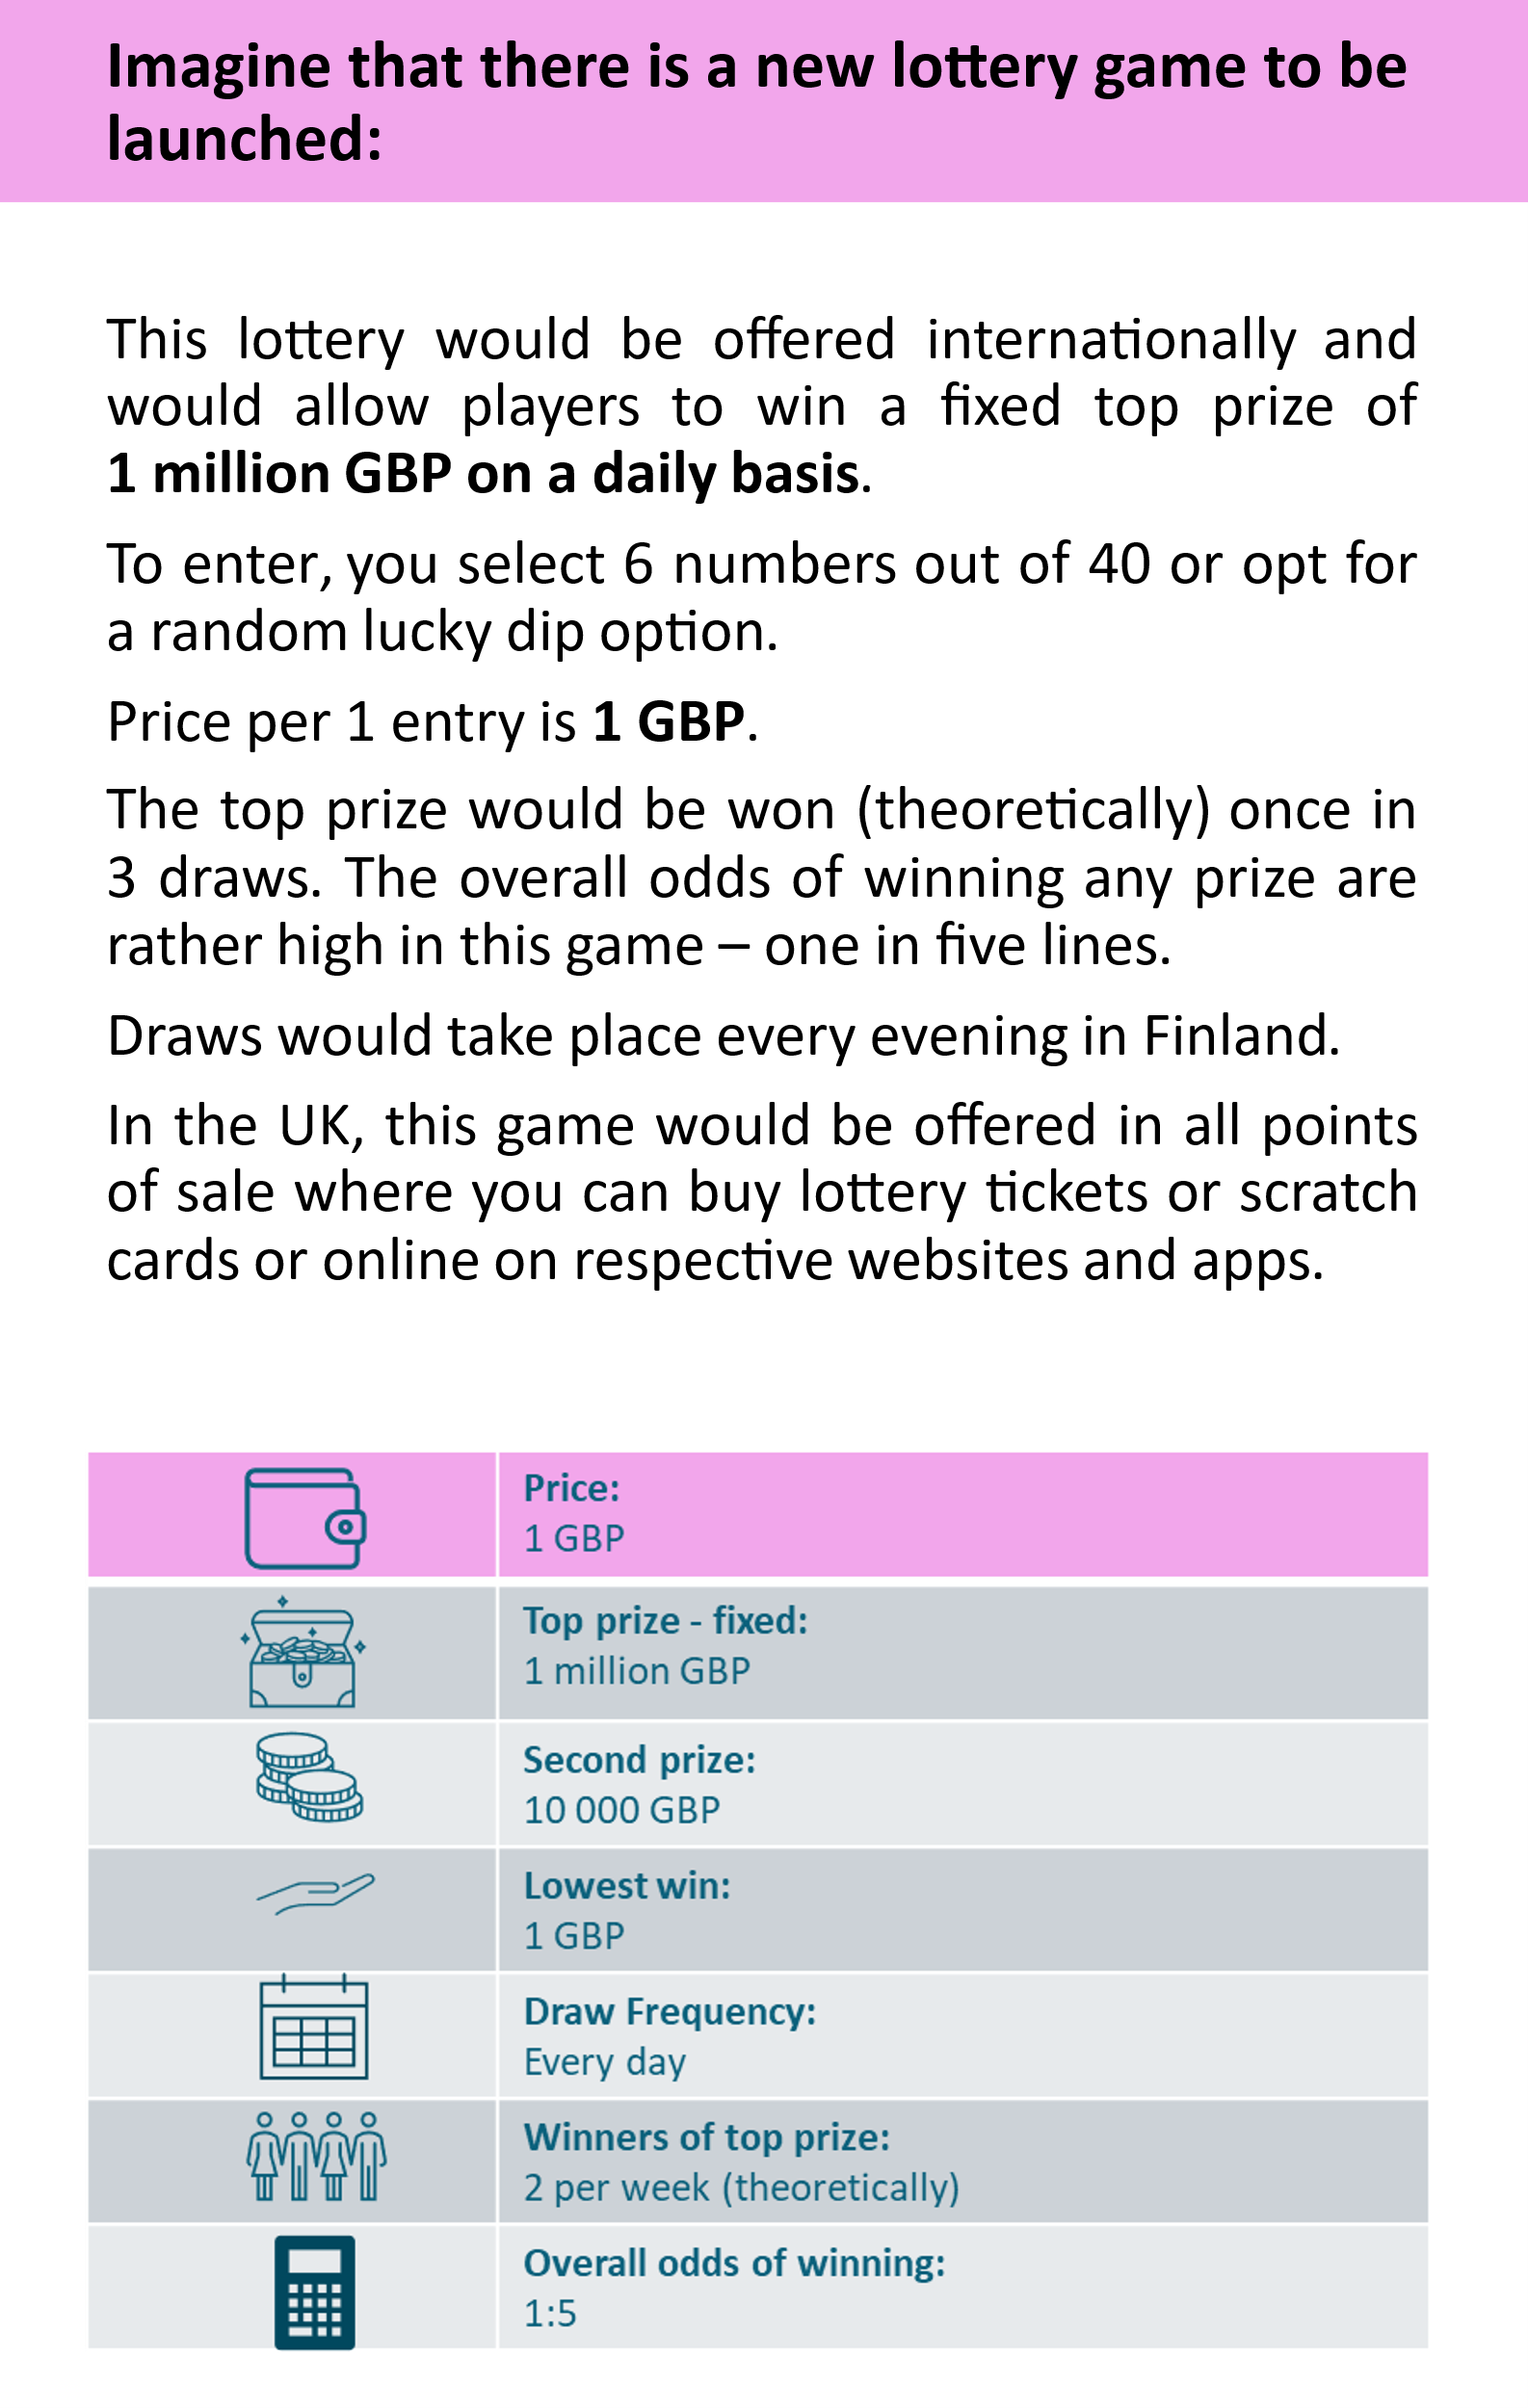 Imagine that there is a new lottery game to be
launched:
This lottery would be offered internationally and
would allow players to win a fixed top prize of
1 million GBP on a daily basis.
To enter, you select 6 numbers out of 40 or opt for
a random lucky dip option.
Price per 1 entry is 1 GBP.
The top prize would be won (theoretically) once in
3 draws. The overall odds of winning any prize are
rather high in this game – one in five lines.
Draws would take place every evening in Finland.
In the UK, this game would be offered in all points
of sale where you can buy lottery tickets or scratch
cards or online on respective websites and apps.
Price:
1 GBP
Top prize - fixed:
1 million GBP
Second prize:
10 000 GBP
Lowest win:
1 GBP
Draw Frequency:
Every day
Winners of top prize:
2 per week (theoretically)
Overall odds of winning:
1:5